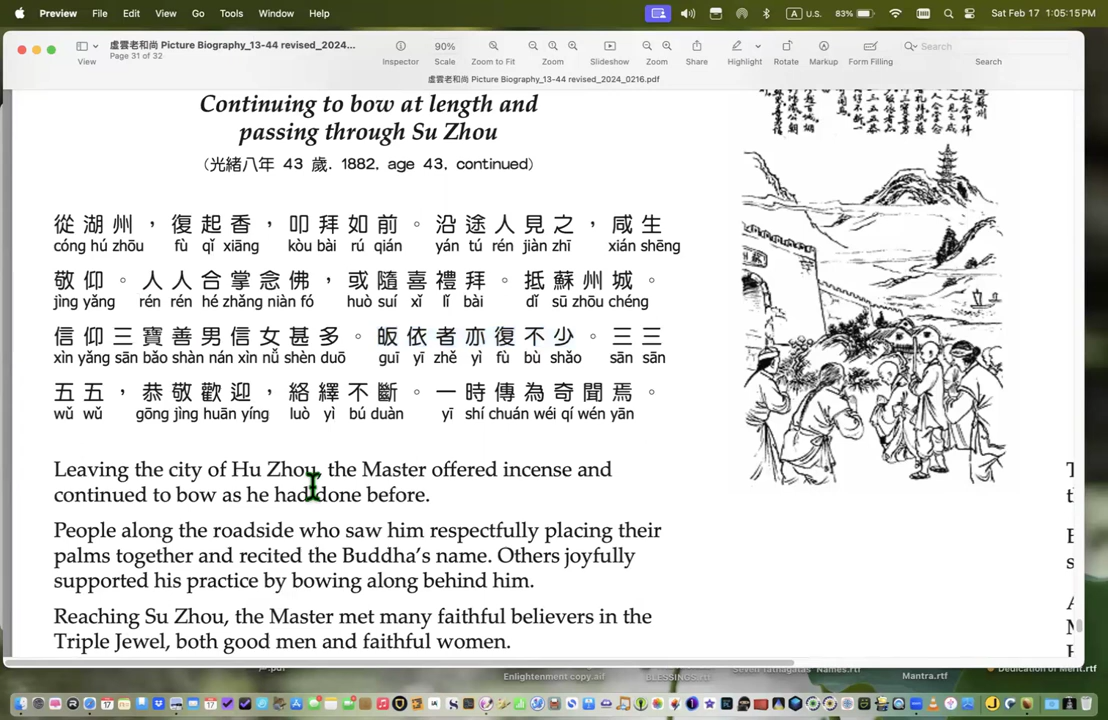 Preview File Edit View Go Tools Window Help
A U.S. 83% Sat Feb 17 1:05:15 PM
虛雲老和尚 Picture Biography_13-44 revised_2024...
Page 31 of 32
View
Inspector
90%
Scale
Zoom to Fit
Zoom
Slideshow
Zoom
Share
Highlight
Rotate
Markup
Form Filling
Search
Search
虛雲老和尚 Picture Biography_13-44 revised_2024_0216.pdf
Continuing to bow at length and
passing through Su Zhou
(光緒八年 43 歲. 1882, age 43, continued)
從湖州，復起香，叩拜如前。沿途人見之，咸生
cóng hú zhōu fù qǐ xiāng kòu bài rú qián yán tú rén jiàn zhī xián shēng
敬仰。人人合掌念佛，或隨喜禮拜。抵蘇州城。
jìng yǎng rén rén hé zhǎng niàn fó huò suí xǐ lǐ bài dǐ sū zhōu chéng
信仰三寶善男信女甚多。皈依者亦復不少。三三
xìn yǎng sān bǎo shàn nán xìn nǚ shèn duō guī yī zhě yì fù bù shǎo sān sān
五五，恭敬歡迎，絡繹不斷。一時傳為奇聞焉。
wǔ wǔ gōng jìng huān yíng luò yì bú duàn yī shí chuán wéi qí wén yān
Leaving the city of Hu Zhou, the Master offered incense and
continued to bow as he had done before.
People along the roadside who saw him respectfully placing their
palms together and recited the Buddha's name. Others joyfully
supported his practice by bowing along behind him.
Reaching Su Zhou, the Master met many faithful believers in the
Triple Jewel, both good men and faithful women.
Enlightenment copy.aif
Mantra.rtf
Dedication of Merit.rtf